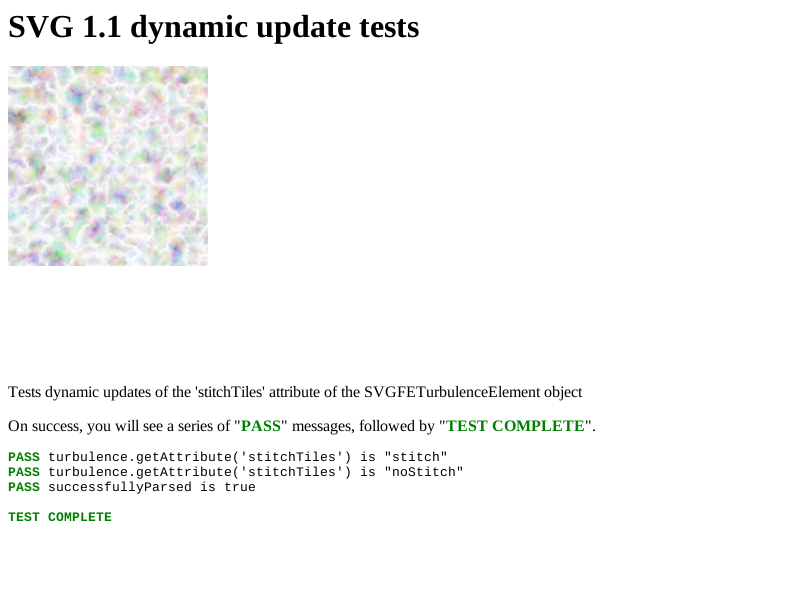 SVG 1.1 dynamic update tests
Tests dynamic updates of the 'stitchTiles' attribute of the SVGFETurbulenceElement object
On success, you will see a series of "PASS" messages, followed by "TEST COMPLETE".
PASS turbulence.getAttribute('stitchTiles') is "stitch"
PASS turbulence.getAttribute('stitchTiles') is "noStitch"
PASS successfullyParsed is true
TEST COMPLETE